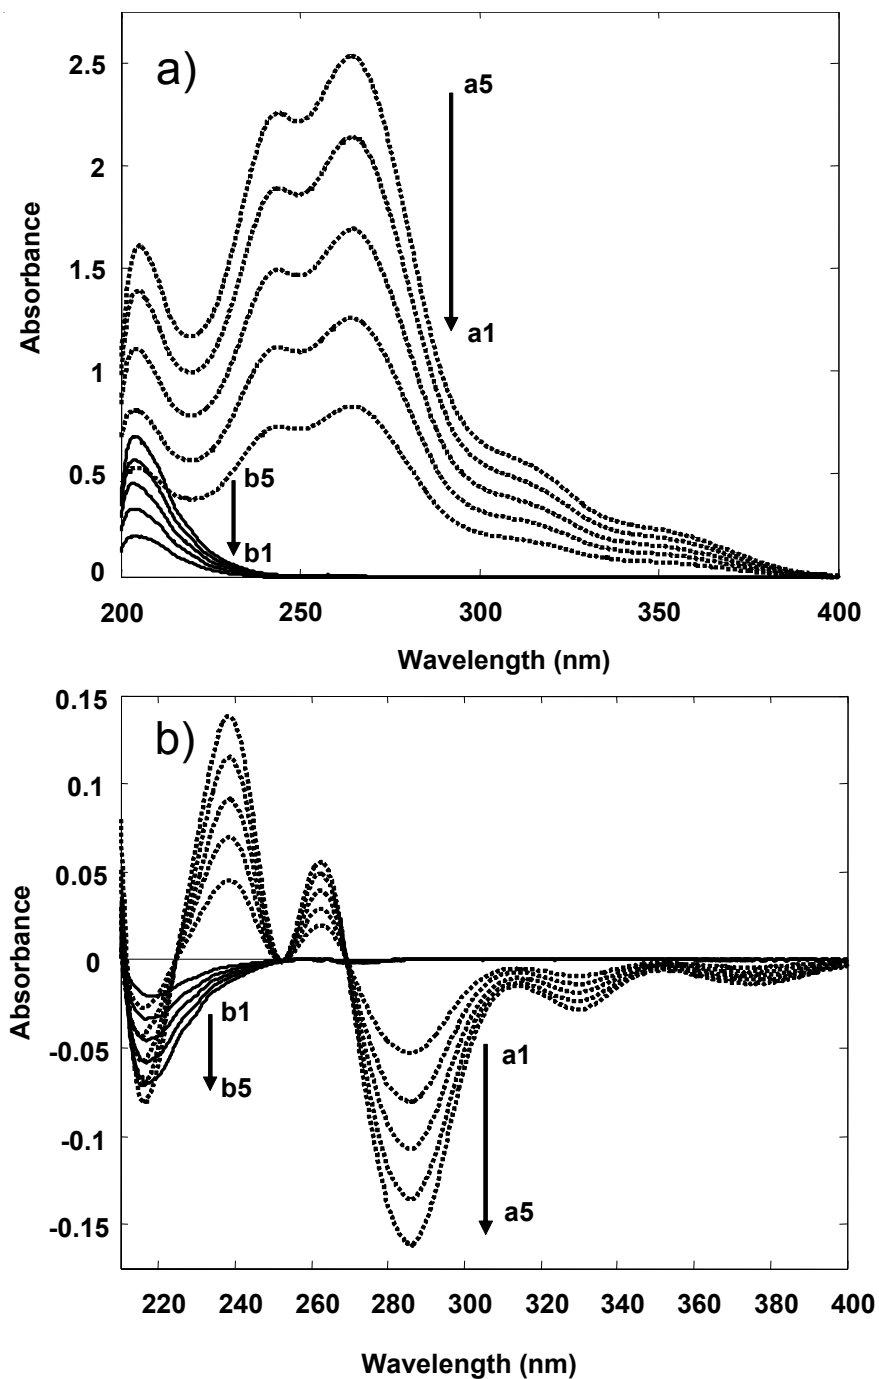 a)
2.5
2
1.5
1
0.5
0
Absorbance
a5
a1
b5
b1
200 250 300 350 400
Wavelength (nm)
b)
0.15
0.1
0.05
0
-0.05
-0.1
-0.15
Absorbance
b1
b5
a1
a5
220 240 260 280 300 320 340 360 380 400
Wavelength (nm)